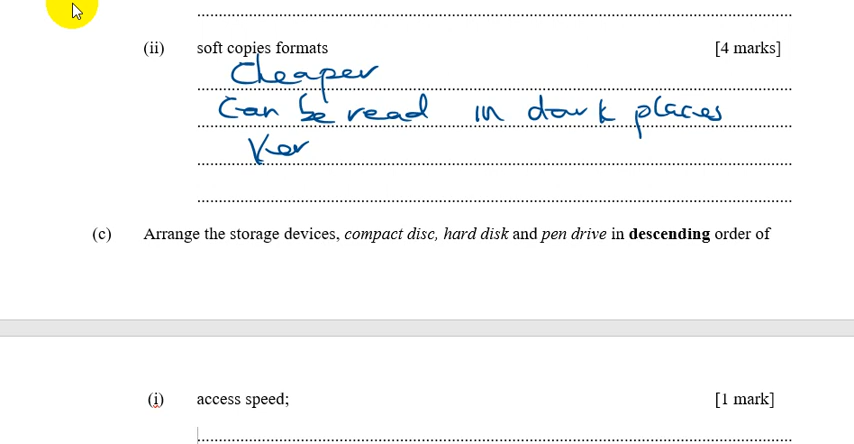 (ii) soft copies formats [4 marks]
Cheaper
Can be read in dark places
Ver
(c) Arrange the storage devices, compact disc, hard disk and pen drive in descending order of
(i) access speed; [1 mark]